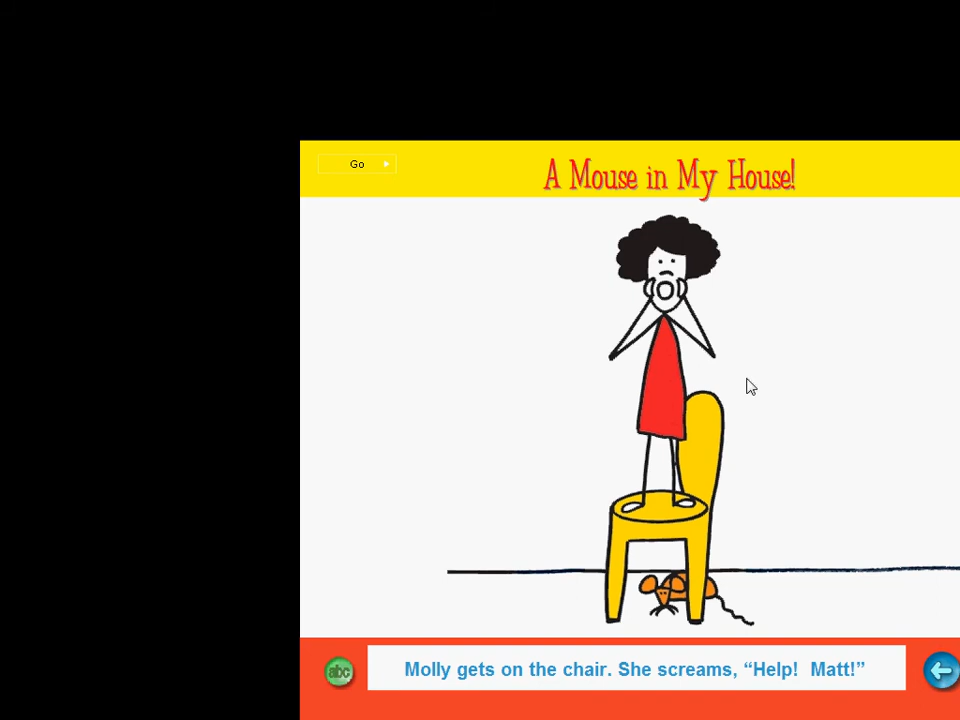 Go
A Mouse in My House!
abc
Molly gets on the chair. She screams, “Help!  Matt!”